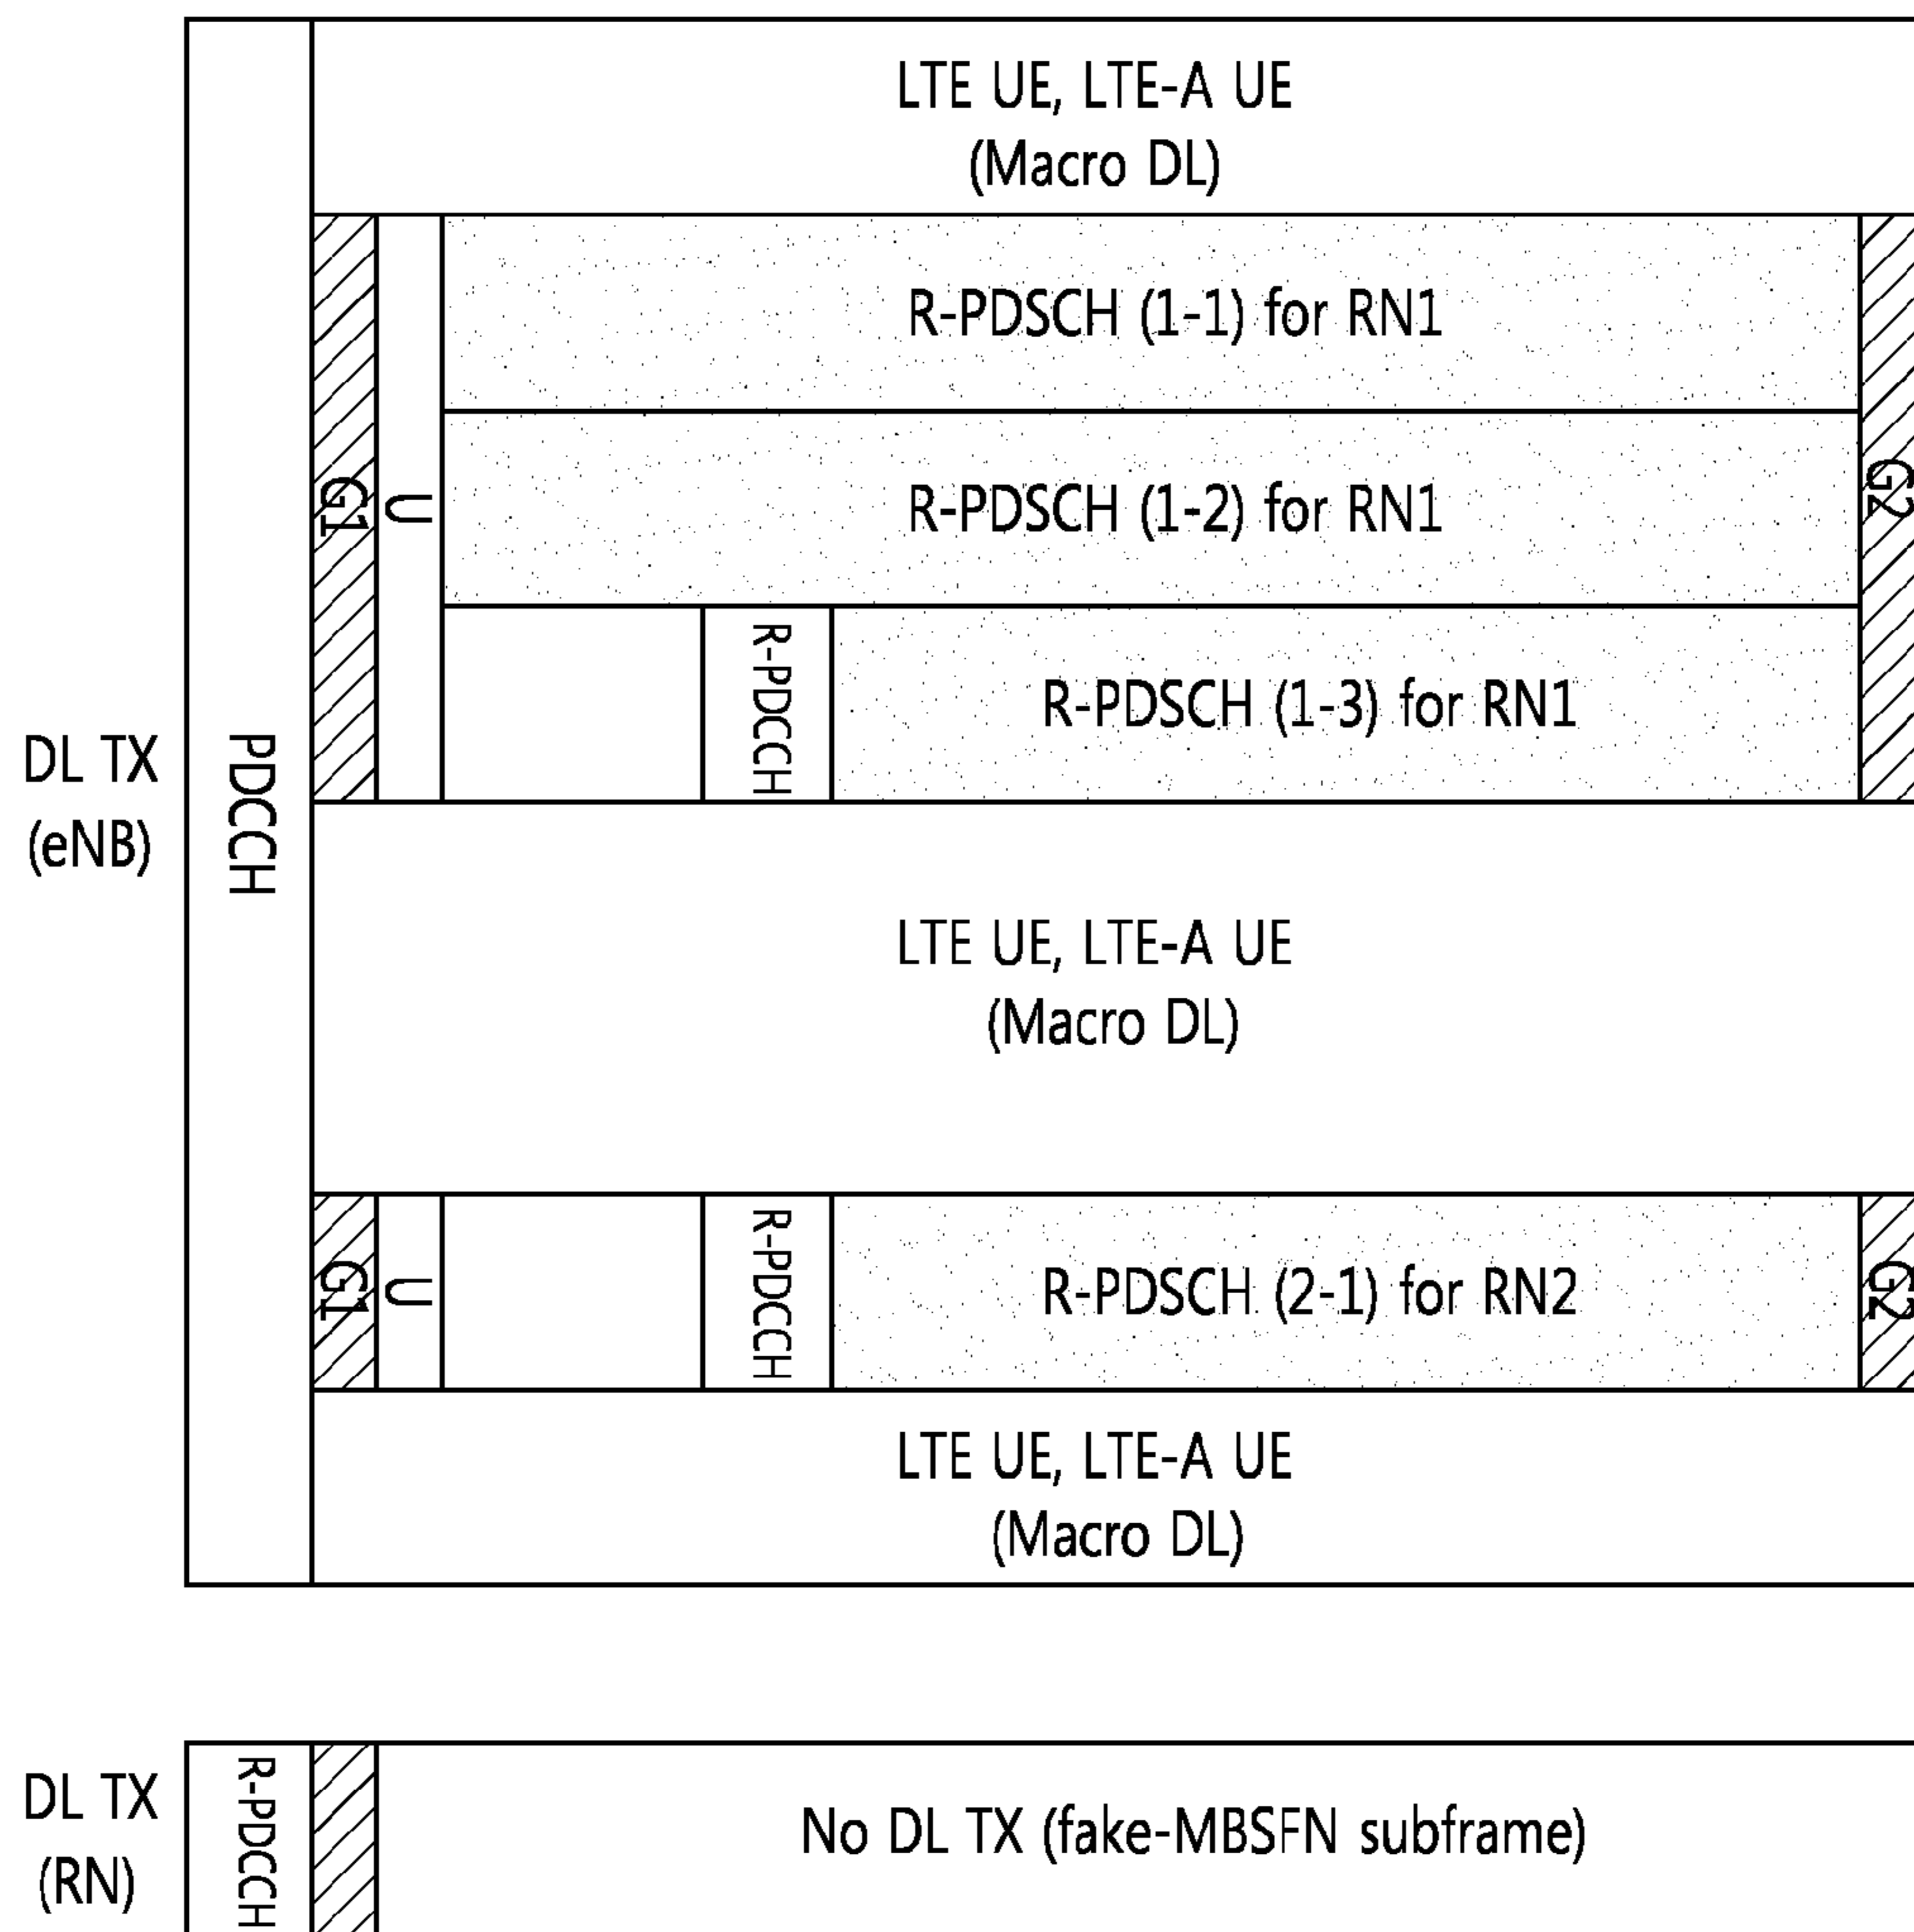 LTE UE, LTE-A UE
(Macro DL)
R-PDSCH (1-1) for RN1
G1
U
R-PDSCH (1-2) for RN1
G2
R-PDCCH
R-PDSCH (1-3) for RN1
DL TX
(eNB)
PDCCH
LTE UE, LTE-A UE
(Macro DL)
G1
U
R-PDCCH
R-PDSCH (2-1) for RN2
G2
LTE UE, LTE-A UE
(Macro DL)
DL TX
(RN)
R-PDCCH
No DL TX (fake-MBSFN subframe)